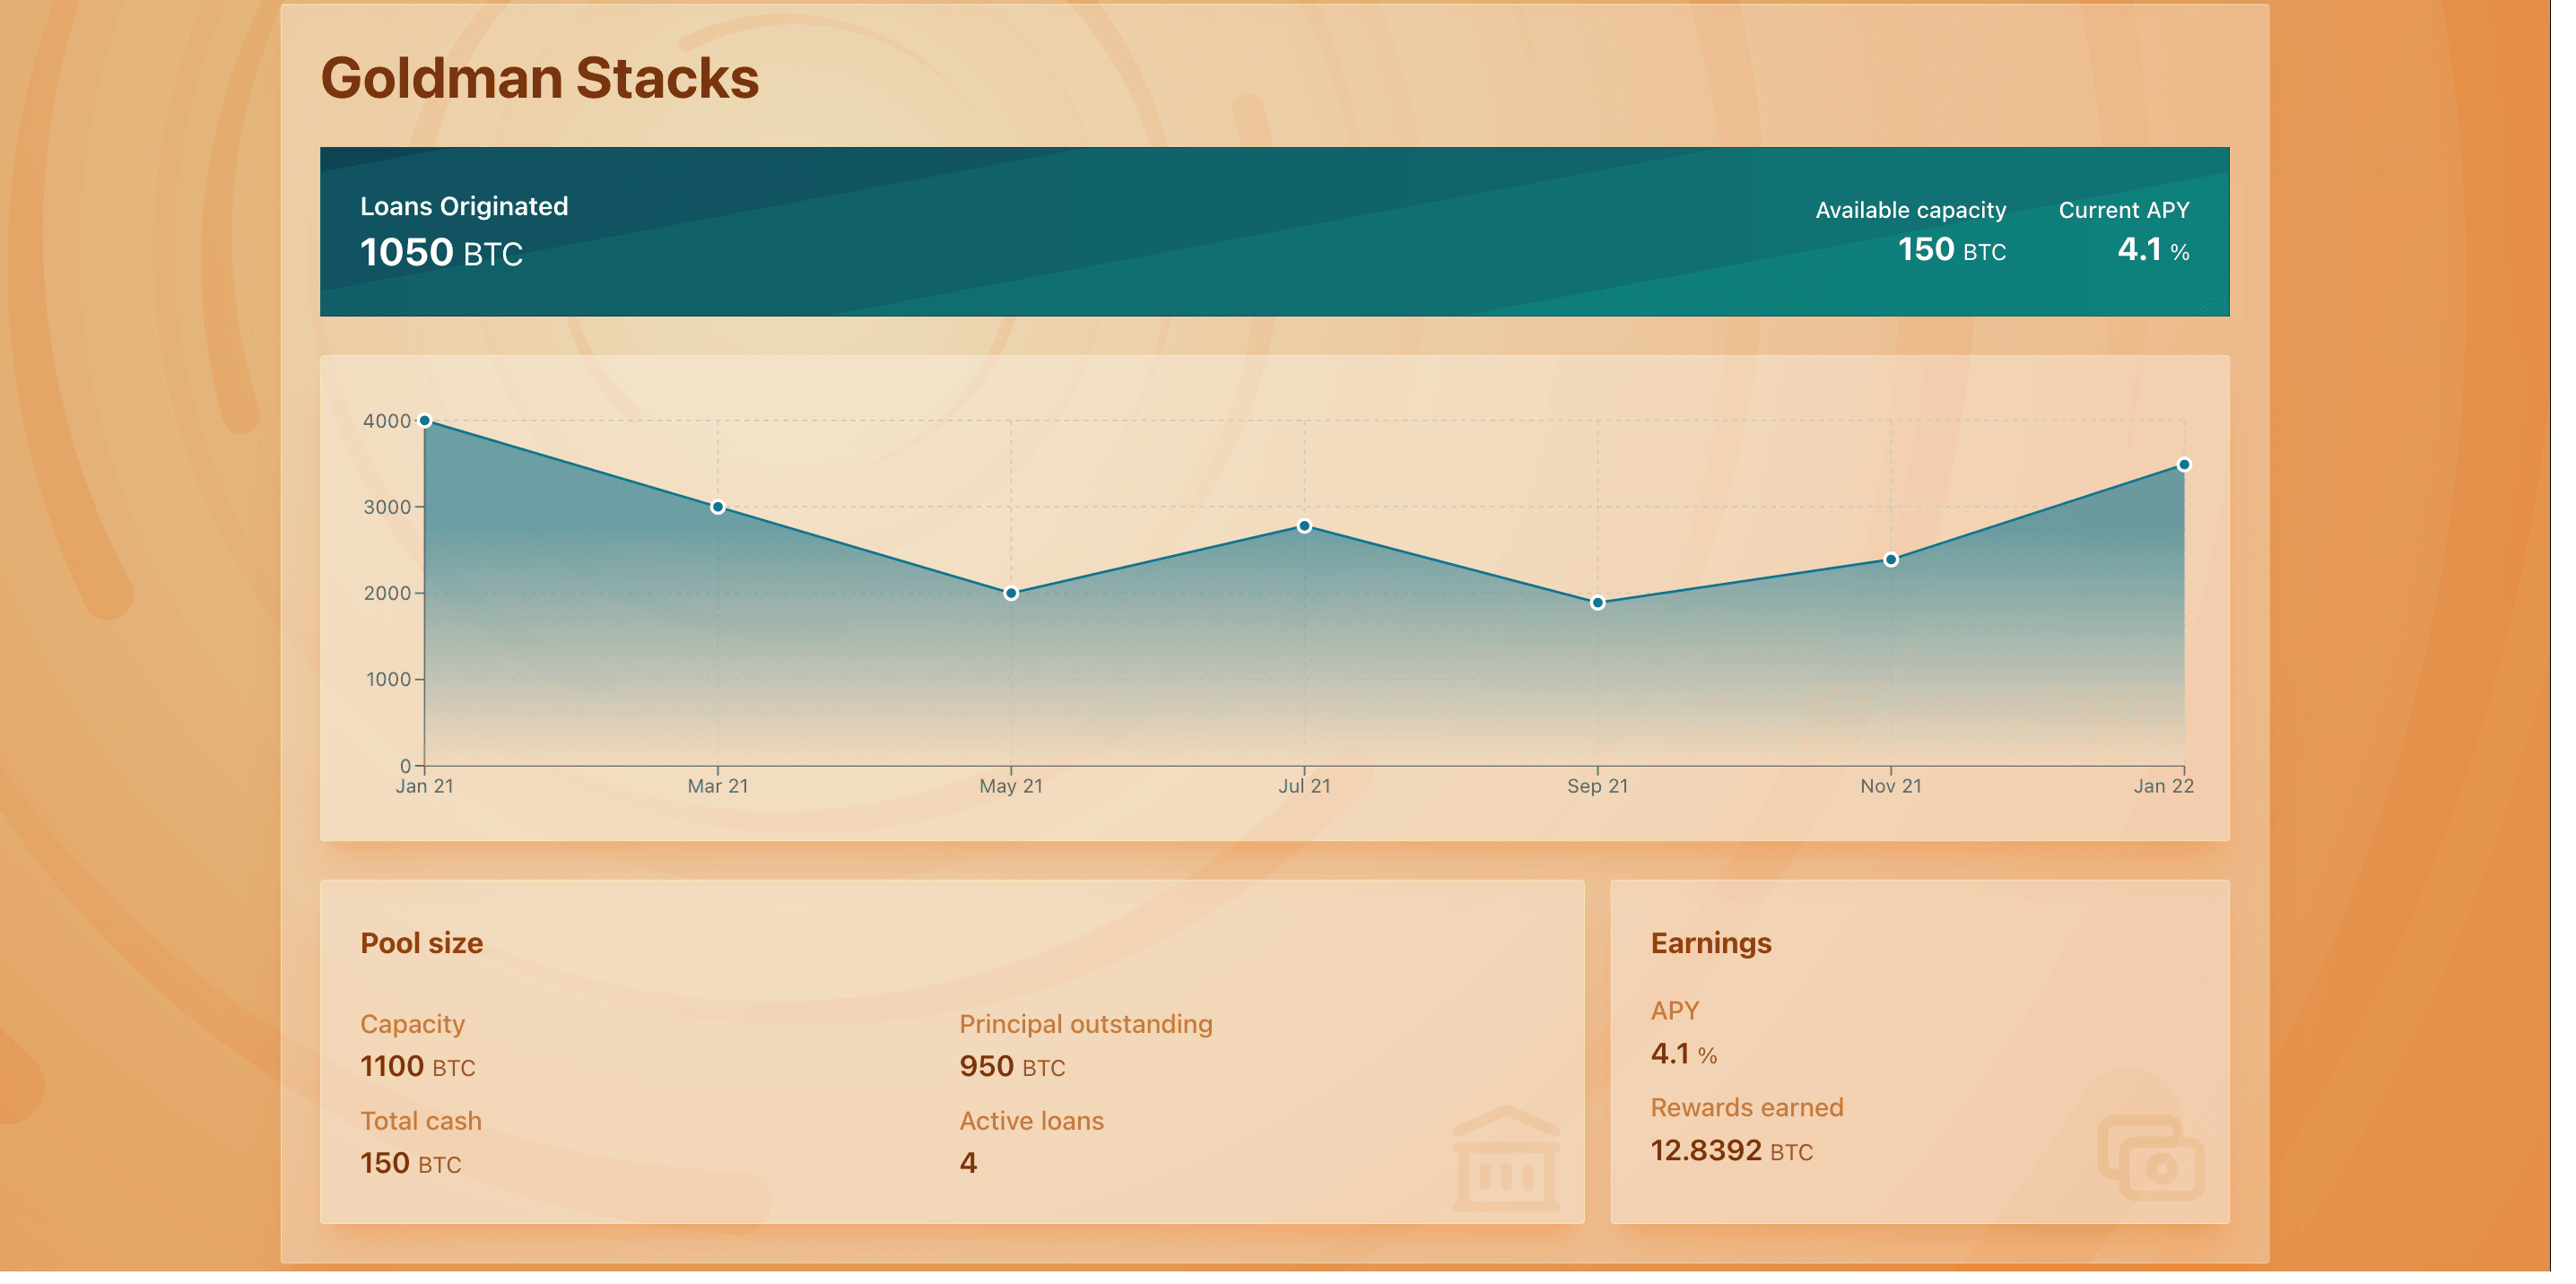 Goldman Stacks
Loans Originated
1050 BTC
Available capacity
150 BTC
Current APY
4.1 %
4000
3000
2000
1000
0
Jan 21
Mar 21
May 21
Jul 21
Sep 21
Nov 21
Jan 22
Pool size
Capacity
1100 BTC
Principal outstanding
950 BTC
Total cash
150 BTC
Active loans
4
Earnings
APY
4.1 %
Rewards earned
12.8392 BTC